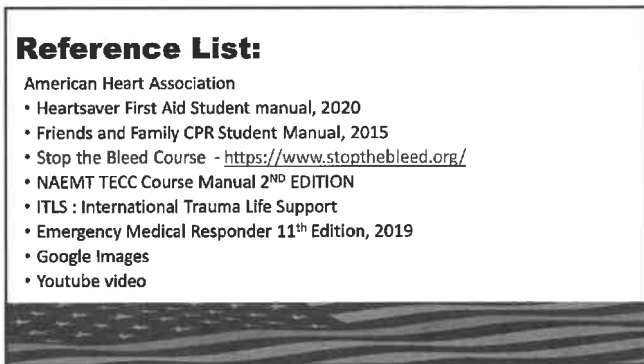 Reference List:
American Heart Association
• Heartsaver First Aid Student manual, 2020
• Friends and Family CPR Student Manual, 2015
• Stop the Bleed Course - https://www.stopthebleed.org/
• NAEMT TECC Course Manual 2ND EDITION
• ITLS : International Trauma Life Support
• Emergency Medical Responder 11th Edition, 2019
• Google Images
• Youtube video